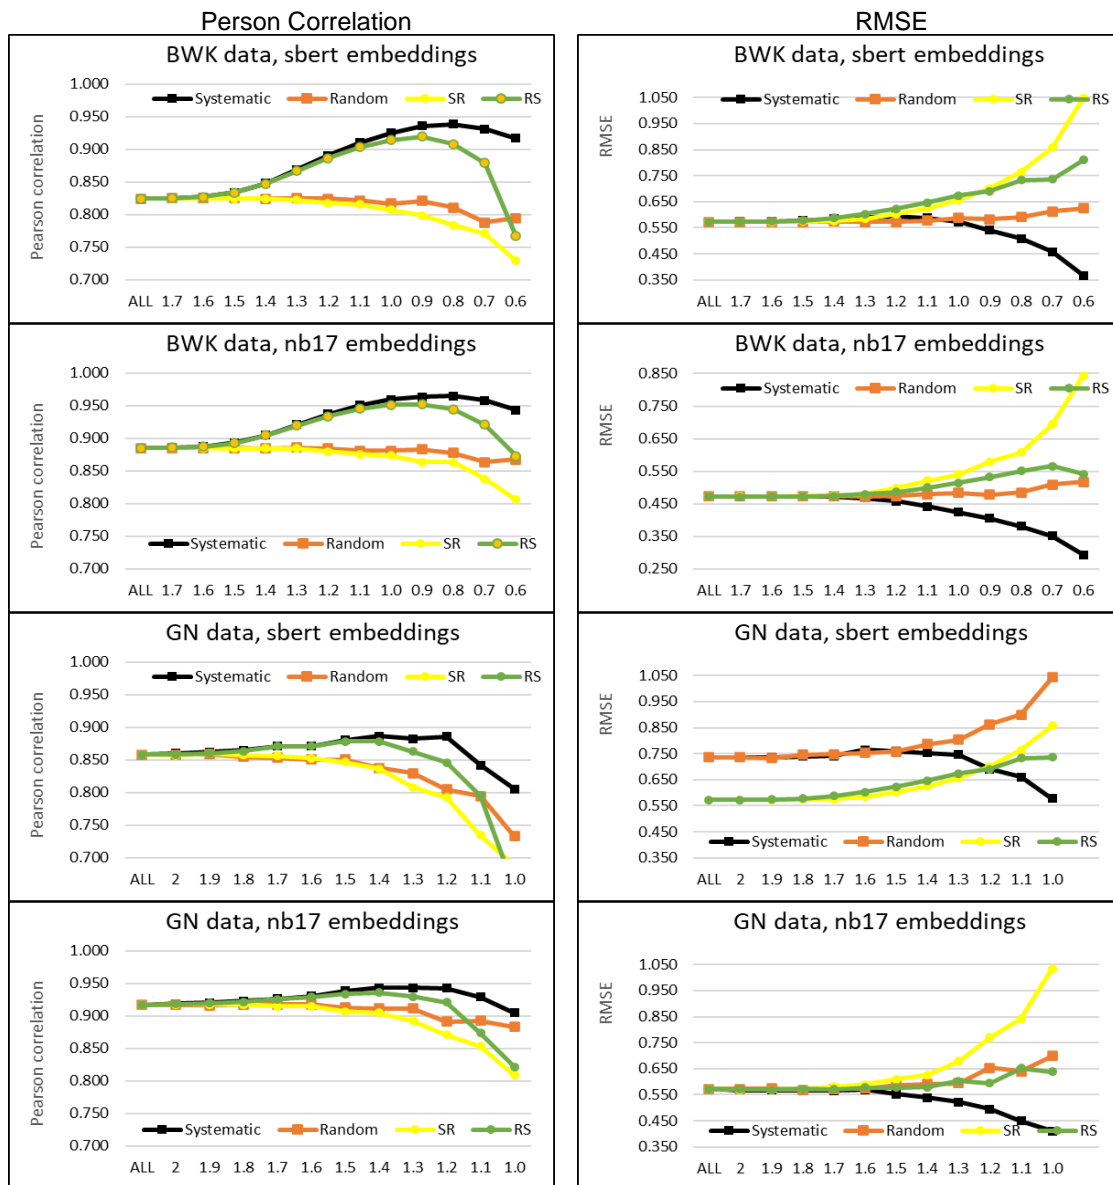 Person Correlation
RMSE
BWK data, sbert embeddings
Pearson correlation
1.000
0.950
0.900
0.850
0.800
0.750
0.700
Systematic Random SR RS
ALL 1.7 1.6 1.5 1.4 1.3 1.2 1.1 1.0 0.9 0.8 0.7 0.6
BWK data, sbert embeddings
RMSE
1.050
0.950
0.850
0.750
0.650
0.550
0.450
0.350
Systematic Random SR RS
ALL 1.7 1.6 1.5 1.4 1.3 1.2 1.1 1.0 0.9 0.8 0.7 0.6
BWK data, nb17 embeddings
Pearson correlation
1.000
0.950
0.900
0.850
0.800
0.750
0.700
Systematic Random SR RS
ALL 1.7 1.6 1.5 1.4 1.3 1.2 1.1 1.0 0.9 0.8 0.7 0.6
BWK data, nb17 embeddings
RMSE
0.850
0.750
0.650
0.550
0.450
0.350
0.250
Systematic Random SR RS
ALL 1.7 1.6 1.5 1.4 1.3 1.2 1.1 1.0 0.9 0.8 0.7 0.6
GN data, sbert embeddings
Pearson correlation
1.000
0.950
0.900
0.850
0.800
0.750
0.700
Systematic Random SR RS
ALL 2 1.9 1.8 1.7 1.6 1.5 1.4 1.3 1.2 1.1 1.0
GN data, sbert embeddings
RMSE
1.050
0.950
0.850
0.750
0.650
0.550
0.450
0.350
Systematic Random SR RS
ALL 2 1.9 1.8 1.7 1.6 1.5 1.4 1.3 1.2 1.1 1.0
GN data, nb17 embeddings
Pearson correlation
1.000
0.950
0.900
0.850
0.800
0.750
0.700
Systematic Random SR RS
ALL 2 1.9 1.8 1.7 1.6 1.5 1.4 1.3 1.2 1.1 1.0
GN data, nb17 embeddings
RMSE
1.050
0.950
0.850
0.750
0.650
0.550
0.450
0.350
Systematic Random SR RS
ALL 2 1.9 1.8 1.7 1.6 1.5 1.4 1.3 1.2 1.1 1.0